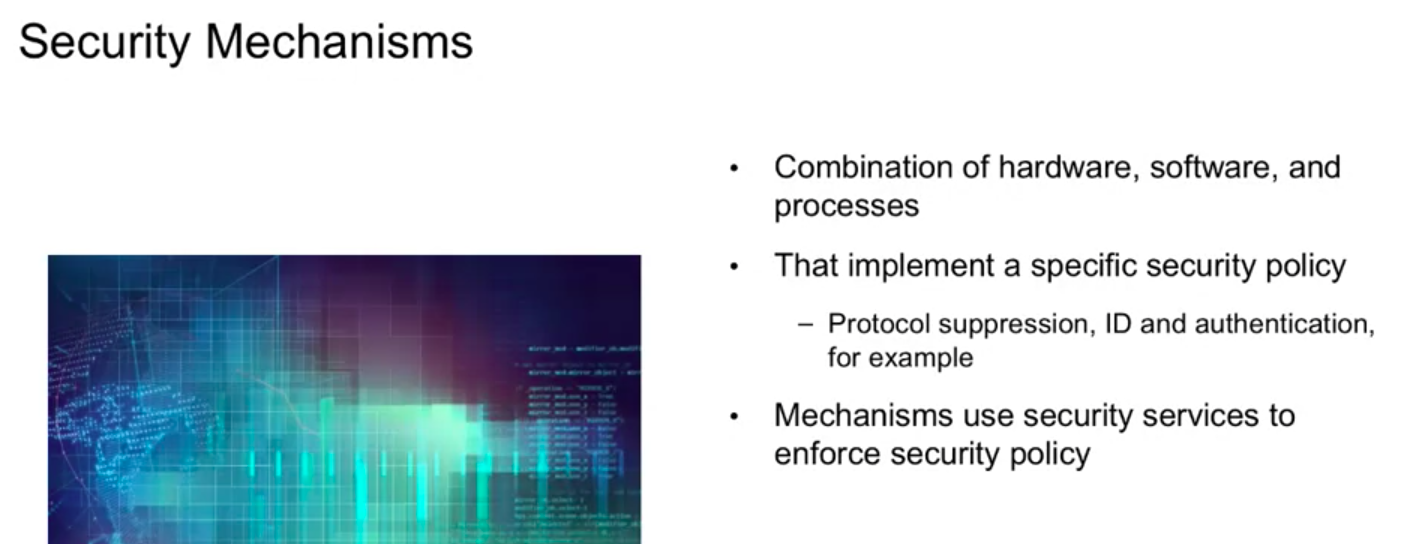 Security Mechanisms
• Combination of hardware, software, and
processes
• That implement a specific security policy
– Protocol suppression, ID and authentication,
for example
• Mechanisms use security services to
enforce security policy